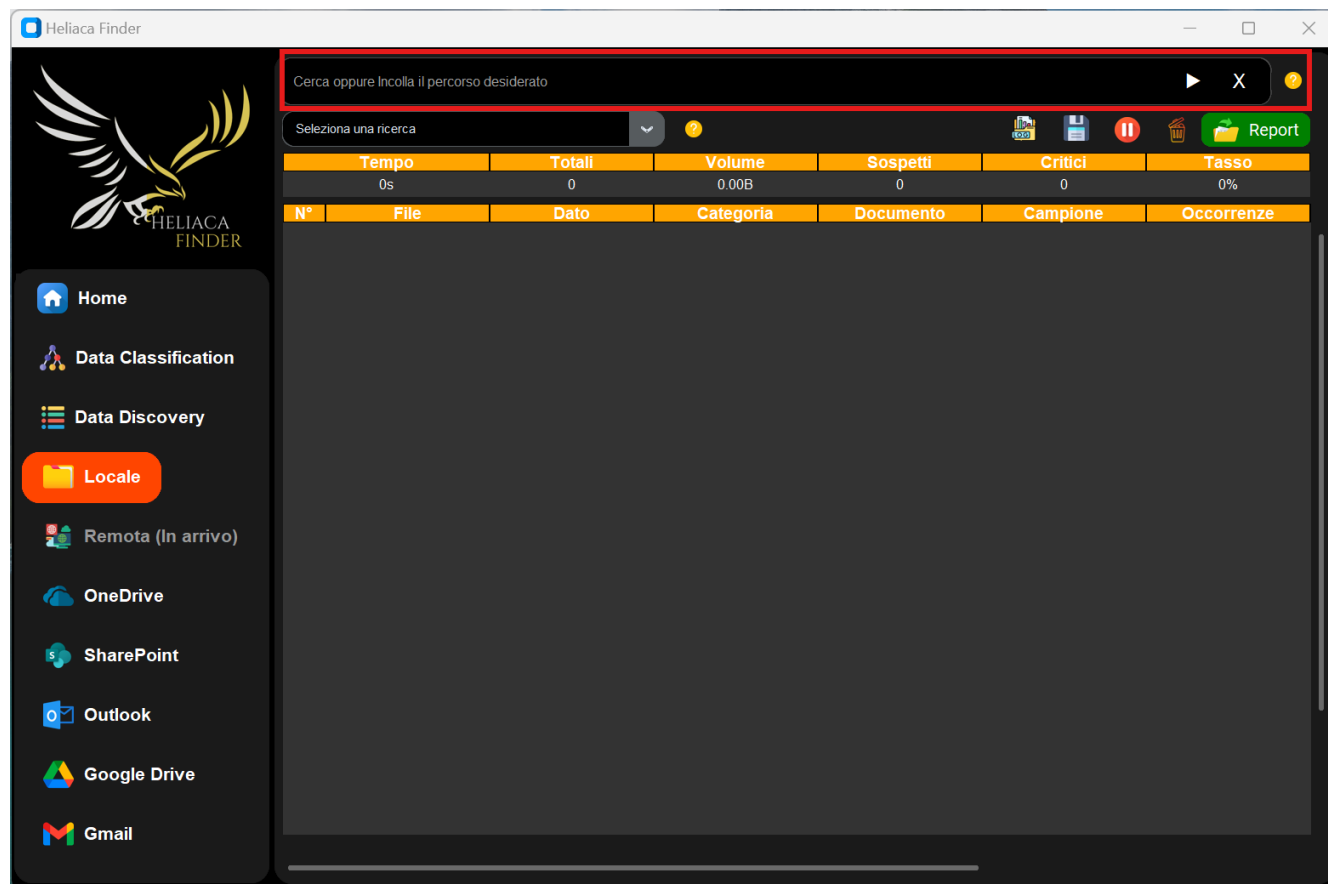 Heliaca Finder
HELIACA
FINDER
Cerca oppure Incolla il percorso desiderato
X
?
Seleziona una ricerca
?
LOG
Report
Tempo Totali Volume Sospetti Critici Tasso
0s 0 0.00B 0 0 0%
N° File Dato Categoria Documento Campione Occorrenze
Home
Data Classification
Data Discovery
Locale
Remota (In arrivo)
OneDrive
S SharePoint
O Outlook
Google Drive
Gmail